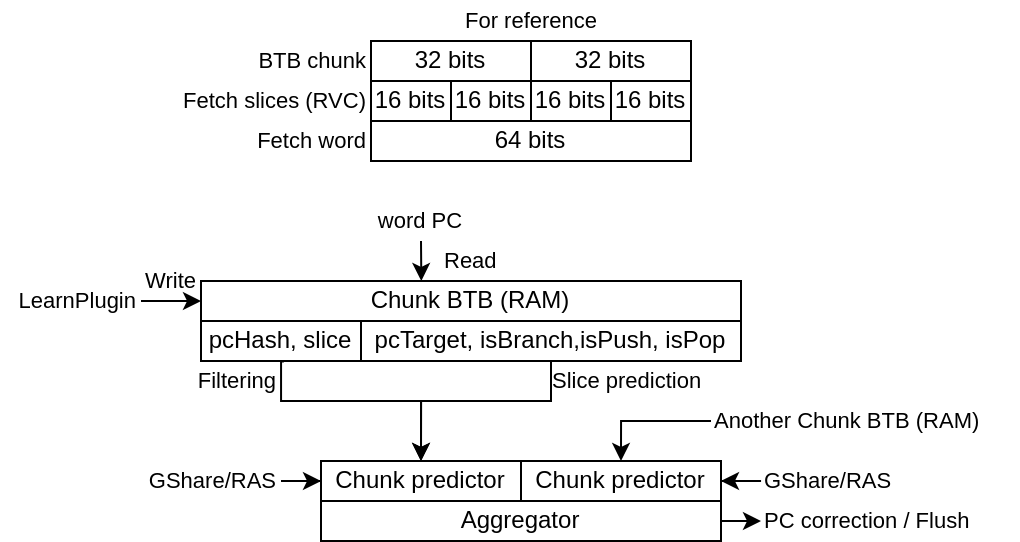 For reference
BTB chunk 32 bits 32 bits
Fetch slices (RVC) 16 bits 16 bits 16 bits 16 bits
Fetch word 64 bits
word PC
Read
Write
LearnPlugin Chunk BTB (RAM)
pcHash, slice pcTarget, isBranch,isPush, isPop
Filtering Slice prediction
Another Chunk BTB (RAM)
GShare/RAS Chunk predictor Chunk predictor GShare/RAS
Aggregator PC correction / Flush